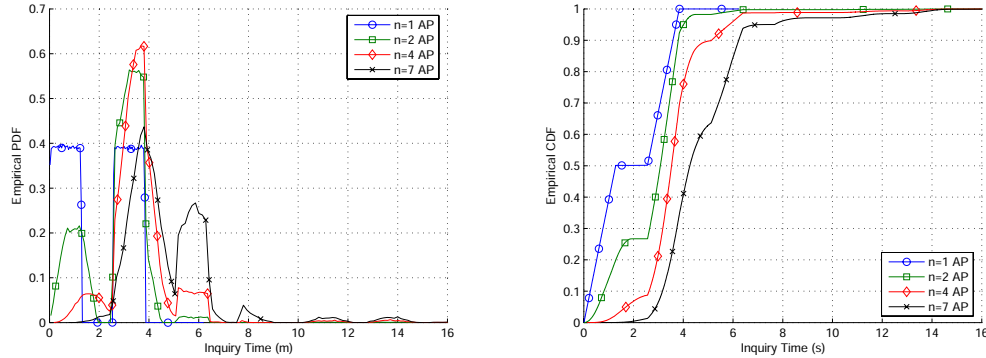 0.7
0.6
0.5
0.4
0.3
0.2
0.1
0
Empirical PDF
n=1 AP
n=2 AP
n=4 AP
n=7 AP
0 2 4 6 8 10 12 14 16
Inquiry Time (m)
1
0.9
0.8
0.7
0.6
0.5
0.4
0.3
0.2
0.1
0
Empirical CDF
n=1 AP
n=2 AP
n=4 AP
n=7 AP
0 2 4 6 8 10 12 14 16
Inquiry Time (s)